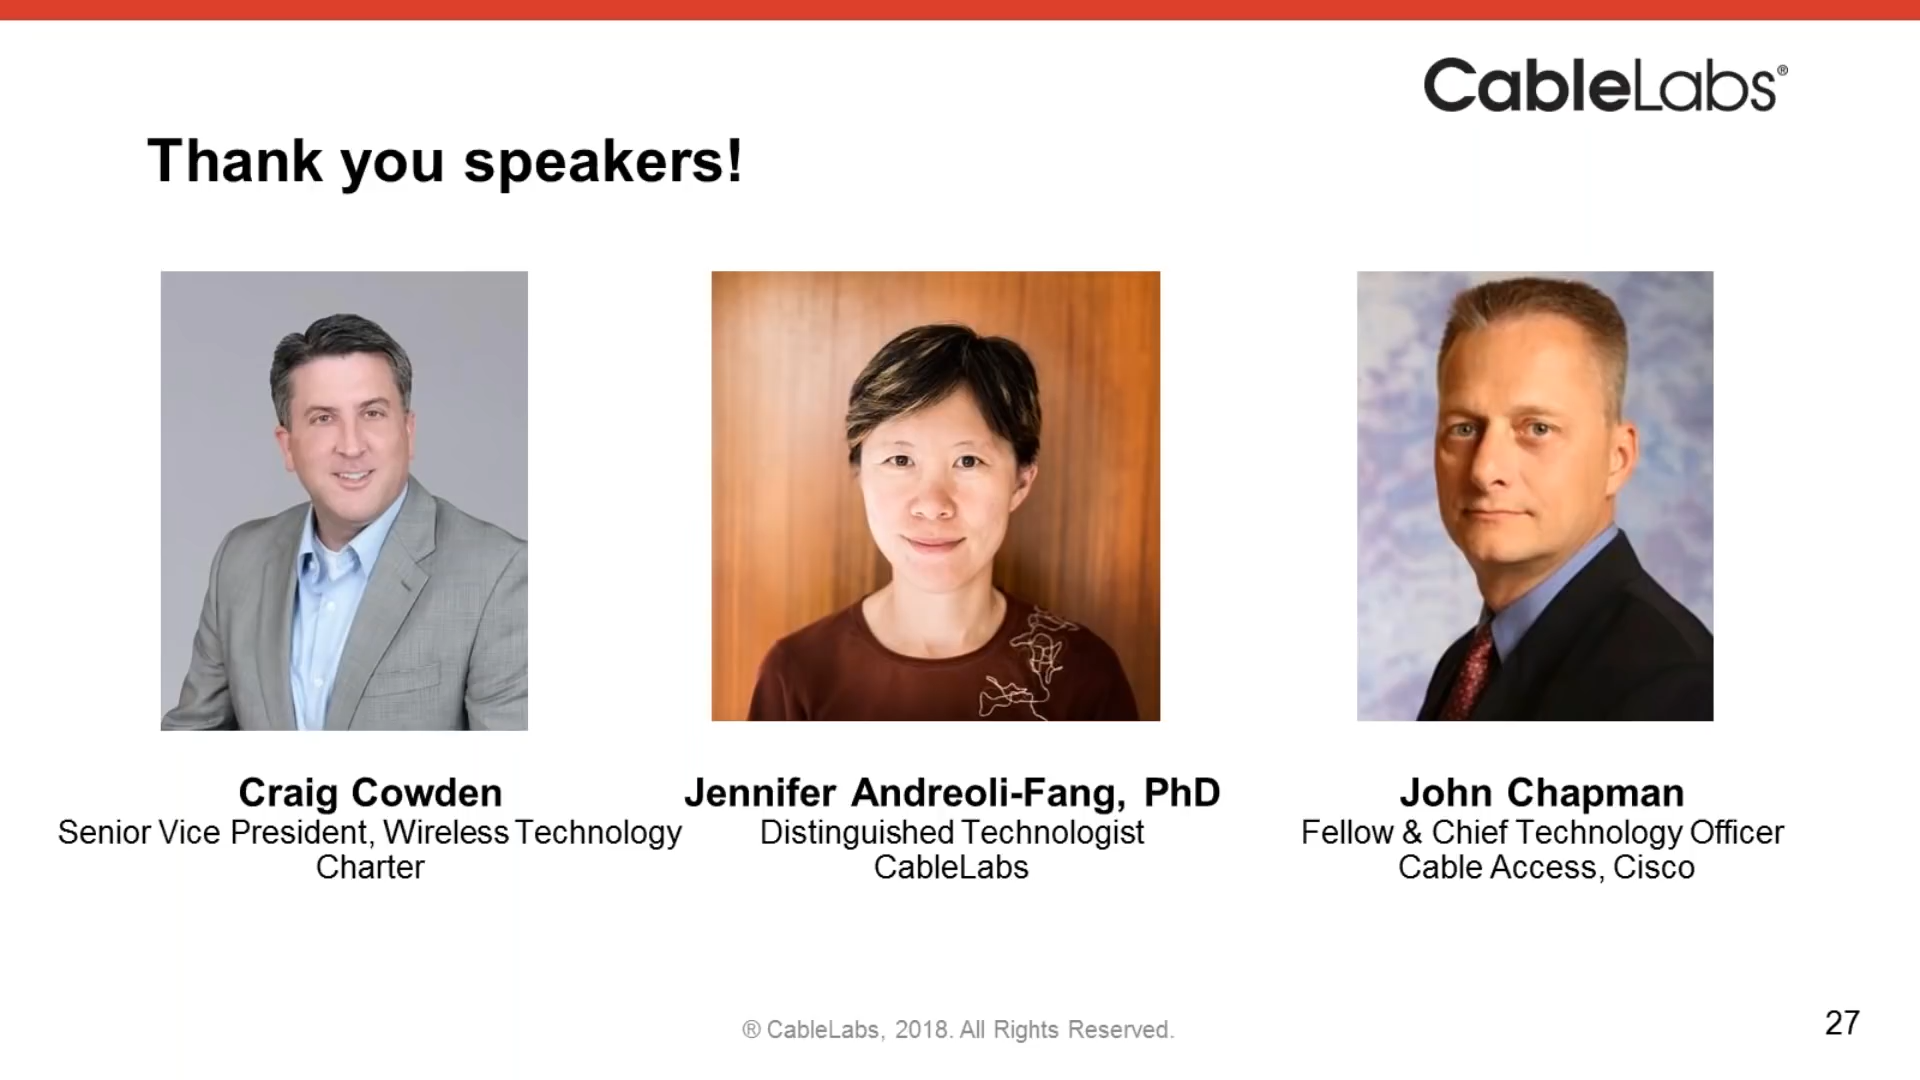 CableLabs®
Thank you speakers!
Craig Cowden
Senior Vice President, Wireless Technology
Charter
Jennifer Andreoli-Fang, PhD
Distinguished Technologist
CableLabs
John Chapman
Fellow & Chief Technology Officer
Cable Access, Cisco
® CableLabs, 2018. All Rights Reserved.
27